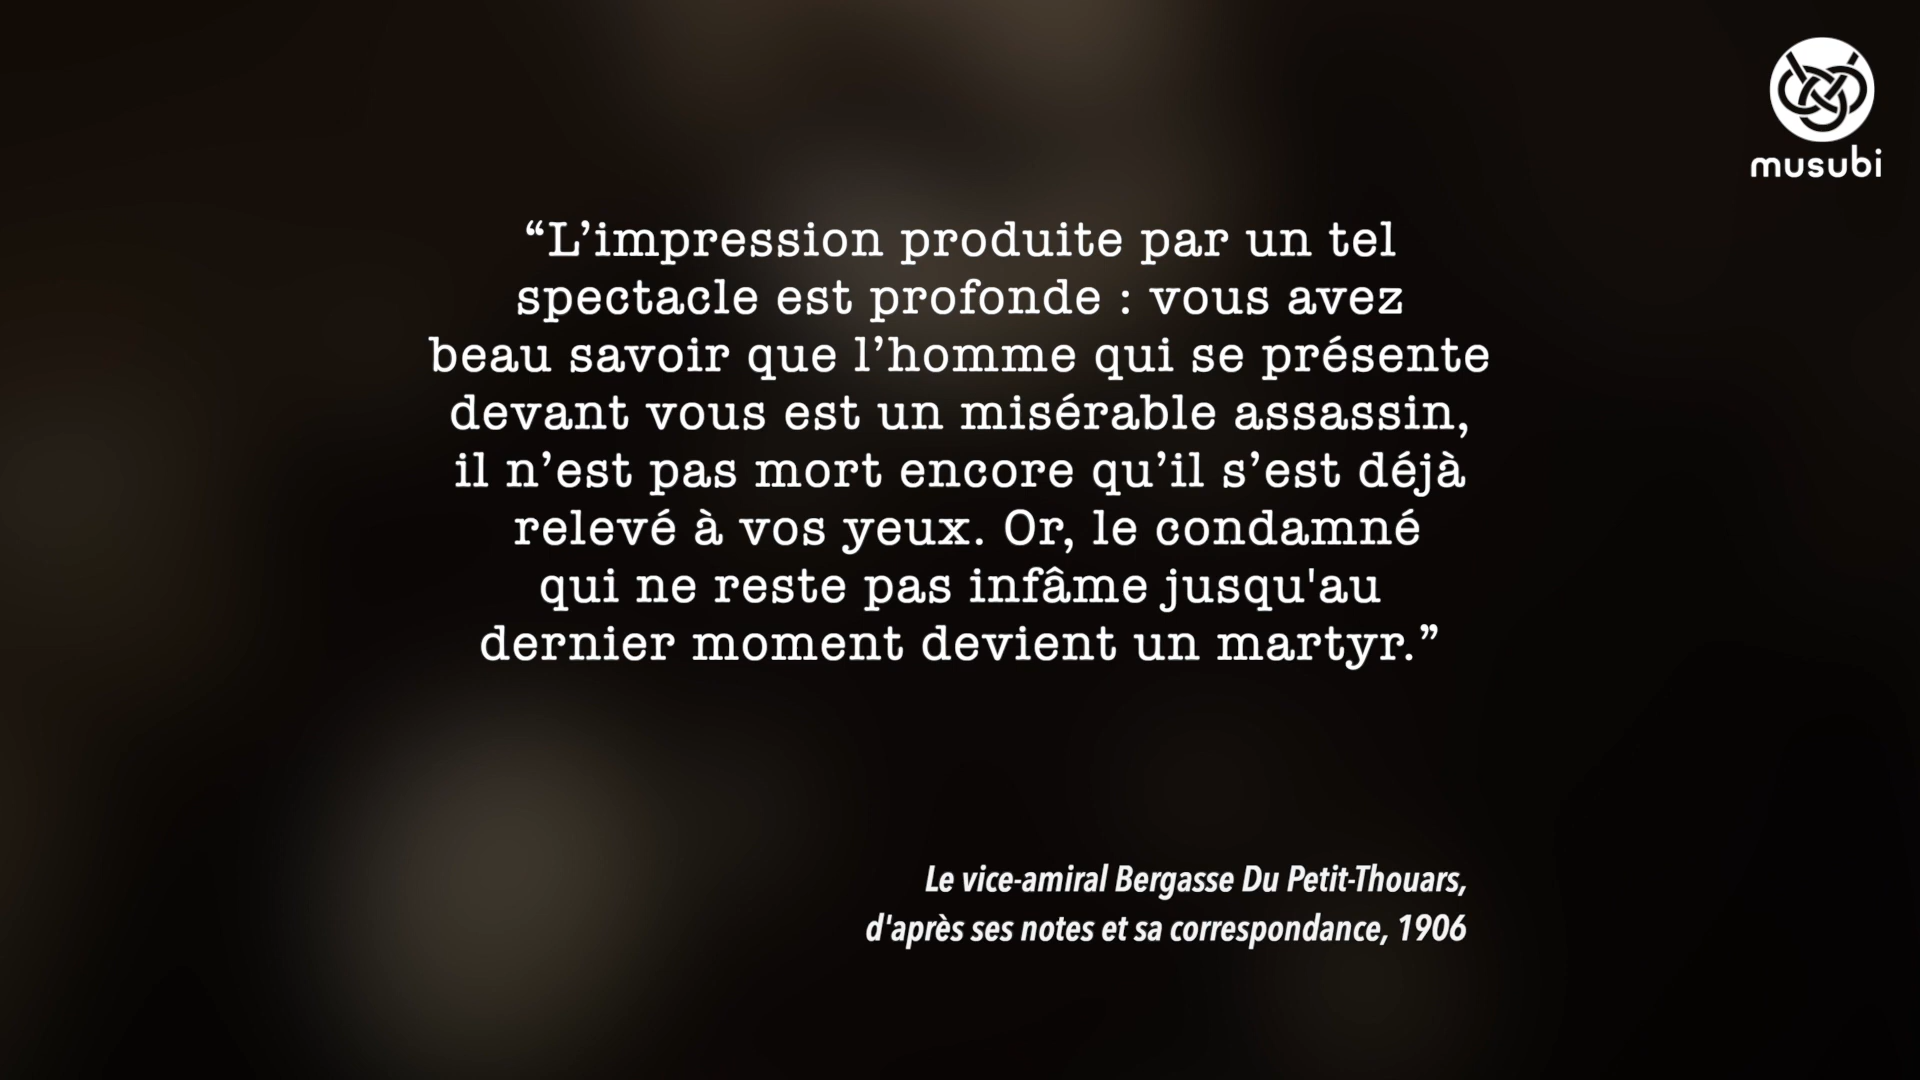 musubi
“L’impression produite par un tel
spectacle est profonde : vous avez
beau savoir que l’homme qui se présente
devant vous est un misérable assassin,
il n’est pas mort encore qu’il s’est déjà
relevé à vos yeux. Or, le condamné
qui ne reste pas infâme jusqu'au
dernier moment devient un martyr.”
Le vice-amiral Bergasse Du Petit-Thouars,
d'après ses notes et sa correspondance, 1906